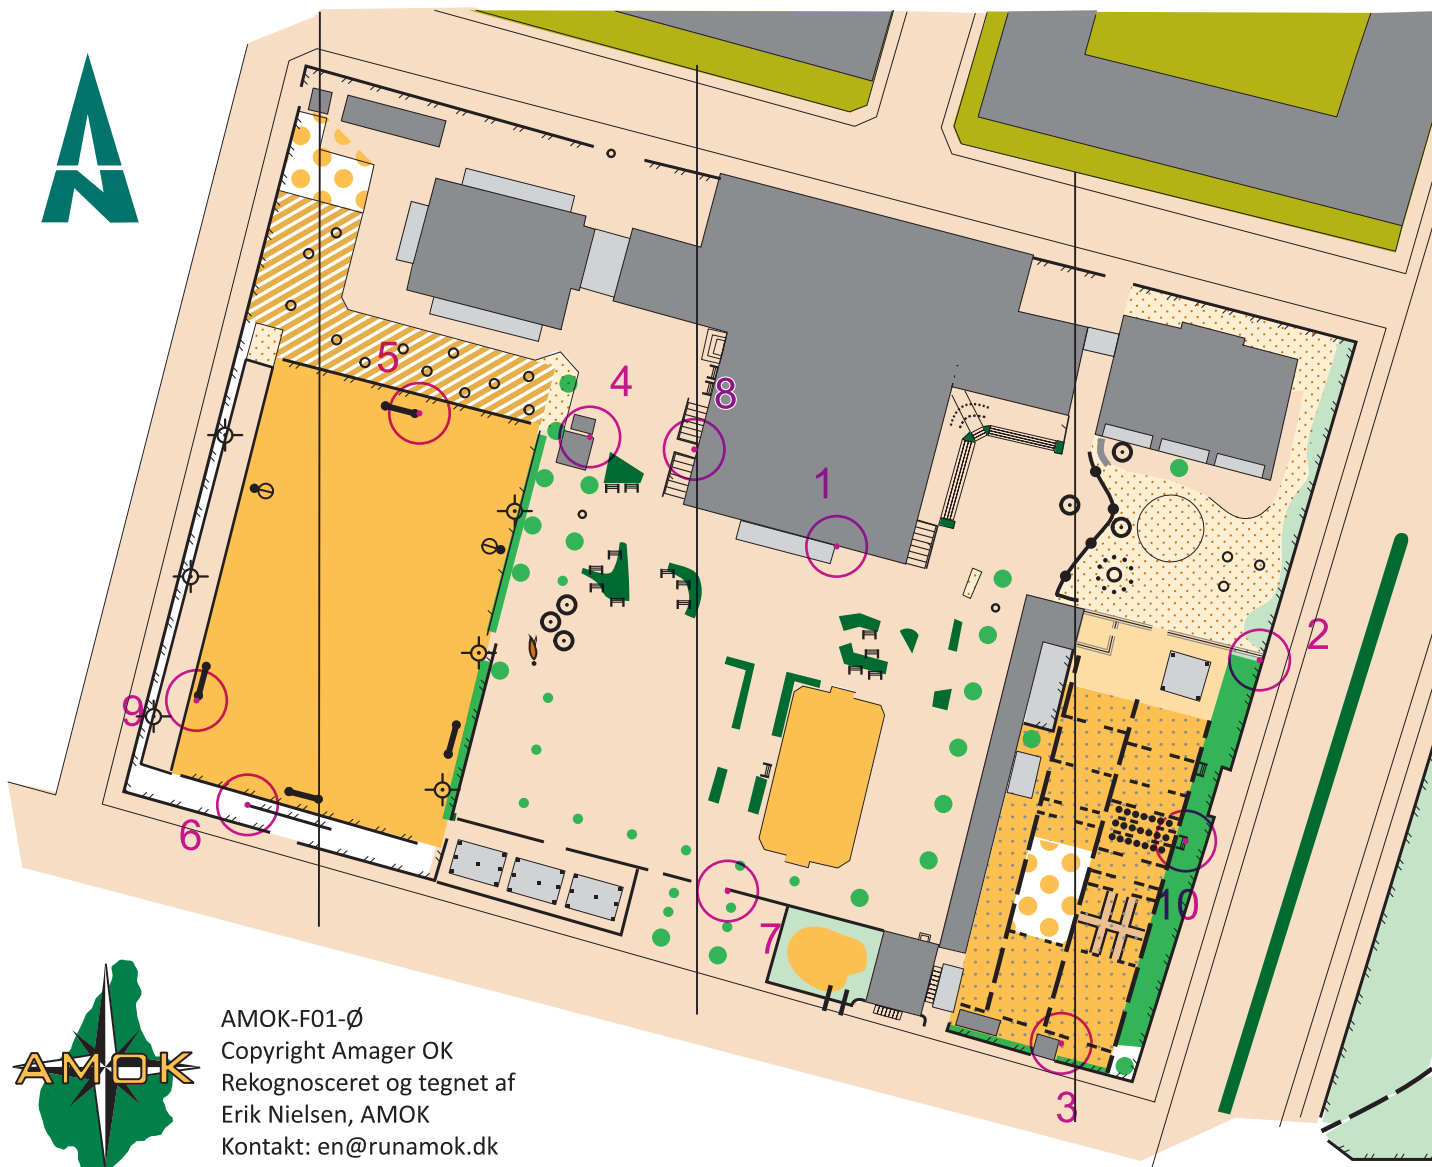 N
5
4
8
1
2
9
6
7
10
3
AMOK
AMOK-F01-Ø
Copyright Amager OK
Rekognosceret og tegnet af
Erik Nielsen, AMOK
Kontakt: en@runamok.dk